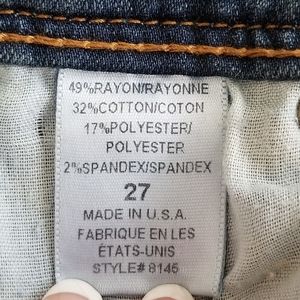 49%RAYON/RAYONNE
32%COTTON/COTON
17%POLYESTER/
POLYESTER
2%SPANDEX/SPANDEX
27
MADE IN U.S.A.
FABRIQUE EN LES
ÉTATS-UNIS
STYLE# 8145